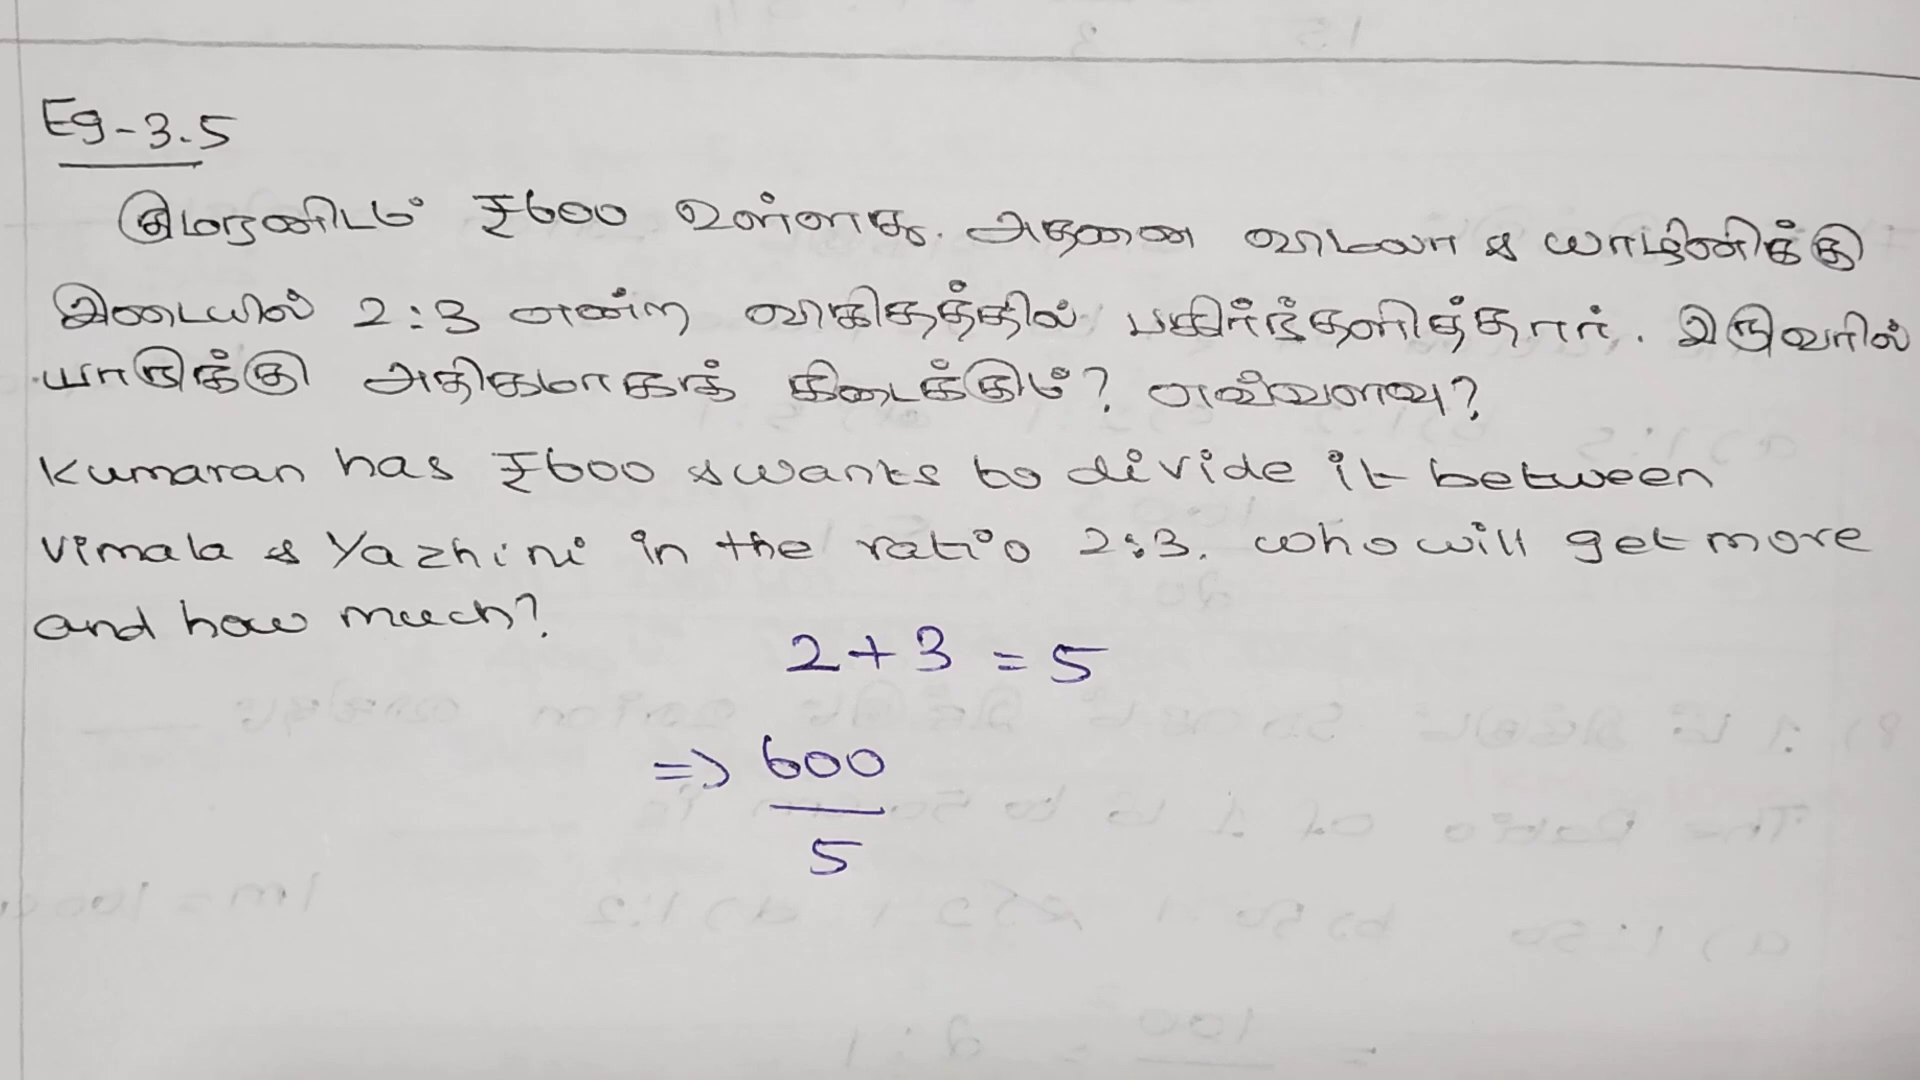 Eg-3.5
குமரனிடம் ₹600 உள்ளது. அதனை விமலா & யாழினிக்கு
இடையில் 2:3 என்ற விகிதத்தில் பகிர்ந்தளித்தார். இருவரில்
யாருக்கு அதிகமாகக் கிடைக்கும்? எவ்வளவு?
Kumaran has ₹600 & wants to divide it between
Vimala & Yazhini in the ratio 2:3. who will get more
and how much?
2+3 = 5
=> 600
5